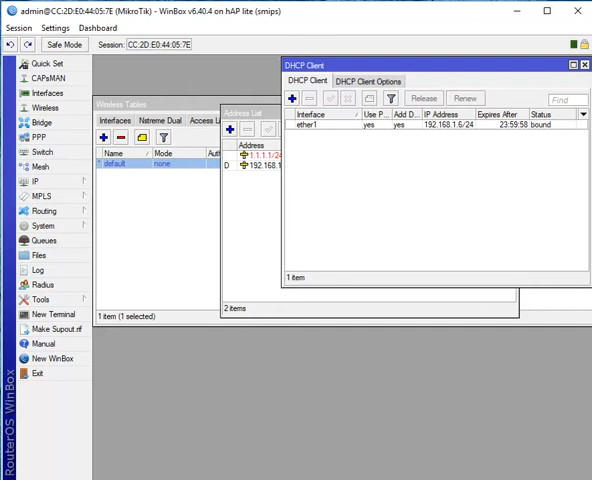 admin@CC:2D:E0:44:05:7E (MikroTik) - WinBox v6.40.4 on hAP lite (smips)
Session Settings Dashboard
Safe Mode Session: CC:2D:E0:44:05:7E
Quick Set
CAPsMAN
Interfaces
Wireless
Bridge
PPP
Switch
Mesh
IP
MPLS
Routing
System
Queues
Files
Log
Radius
Tools
New Terminal
Make Supout.rif
Manual
New WinBox
Exit
RouterOS WinBox
Wireless Tables
Interfaces Nstreme Dual Access Li
Name Mode Auth
* default none
1 item (1 selected)
Address List
Address
1.1.1.1/24
D 192.168.1
2 items
DHCP Client
DHCP Client DHCP Client Options
Release Renew Find
Interface Use P... Add D... IP Address Expires After Status
ether1 yes yes 192.168.1.6/24 23:59:58 bound
1 item